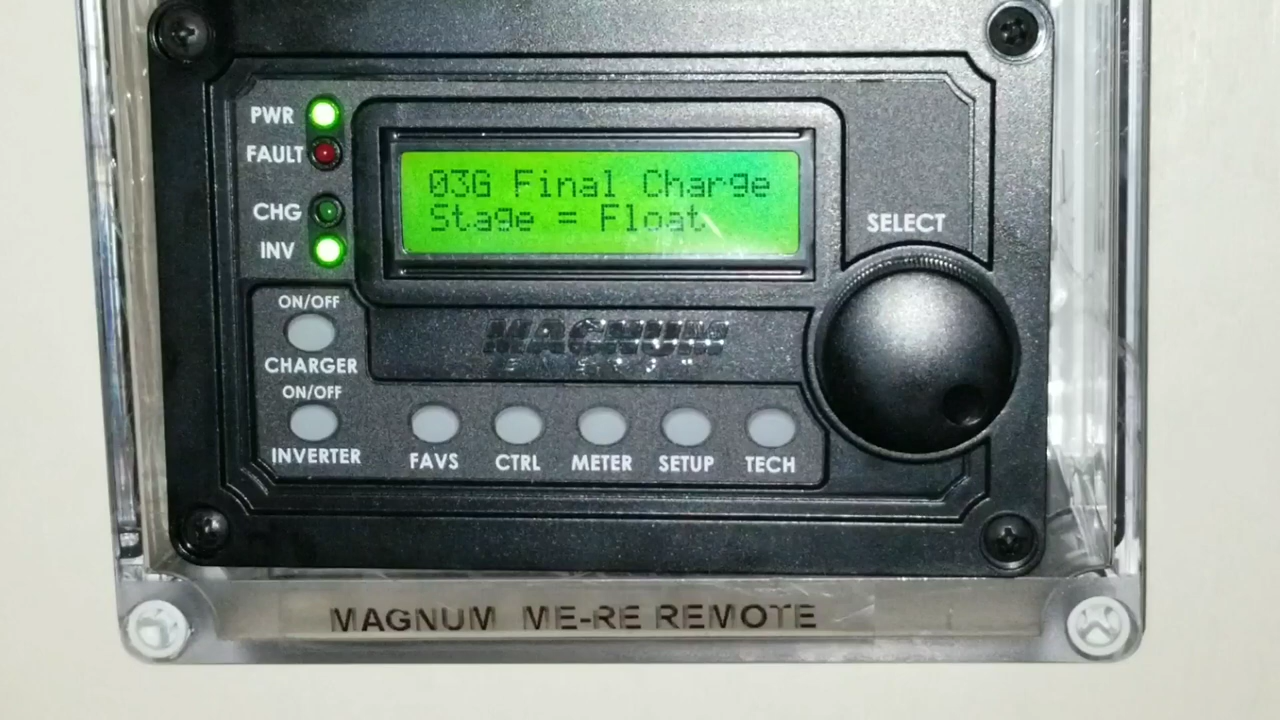 PWR
FAULT
CHG
INV
03G Final Charge
Stage = Float
SELECT
ON/OFF
CHARGER
ON/OFF
INVERTER
MAGNUM
FAVS
CTRL
METER
SETUP
TECH
MAGNUM ME-RE REMOTE